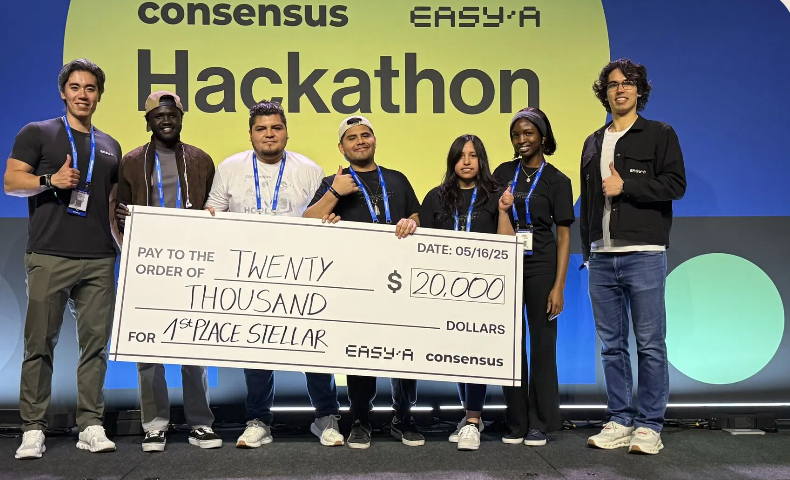 consensus EASY·A
Hackathon
PAY TO THE
ORDER OF TWENTY
THOUSAND
DOLLARS
FOR 1st PLACE STELLAR
DATE: 05/16/25
$ 20,000
EASY·A consensus
EASY·A